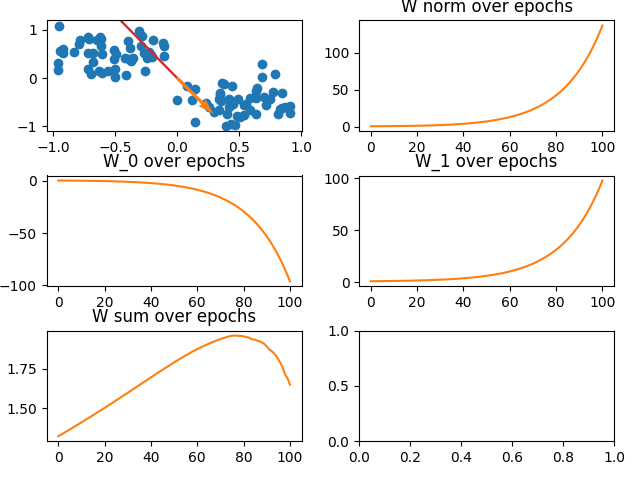 W norm over epochs
1
0
−1
−1.0 −0.5 0.0 0.5 1.0
100
50
0
0 20 40 60 80 100
W_0 over epochs
0
−50
−100
0 20 40 60 80 100
W_1 over epochs
100
50
0
0 20 40 60 80 100
W sum over epochs
1.75
1.50
0 20 40 60 80 100
1.0
0.5
0.0
0.0 0.2 0.4 0.6 0.8 1.0